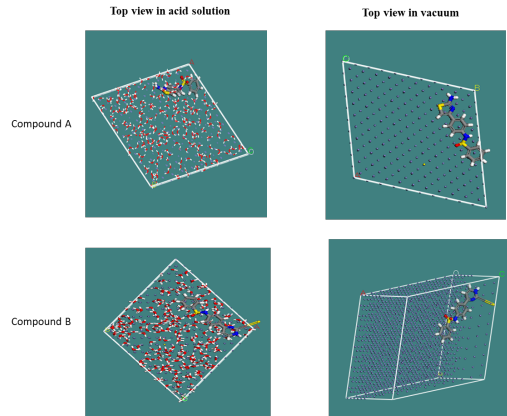 Top view in acid solution
Top view in vacuum
Compound A
B
Compound B